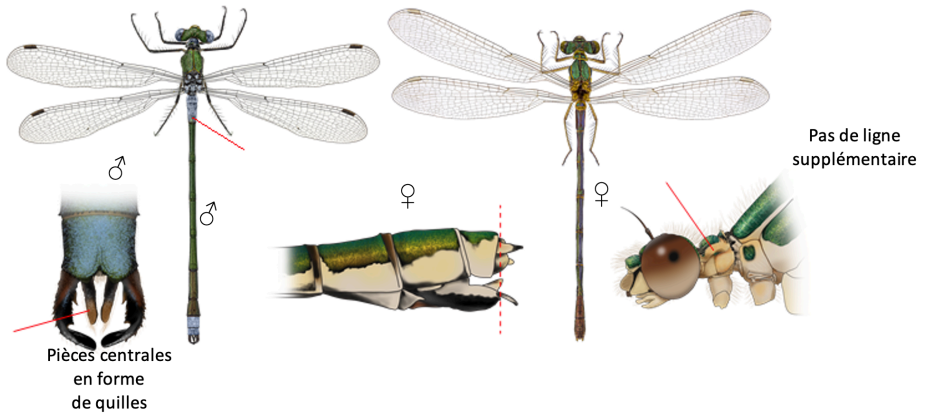 Pas de ligne
supplémentaire
♂
♀
♂
♀
Pièces centrales
en forme
de quilles